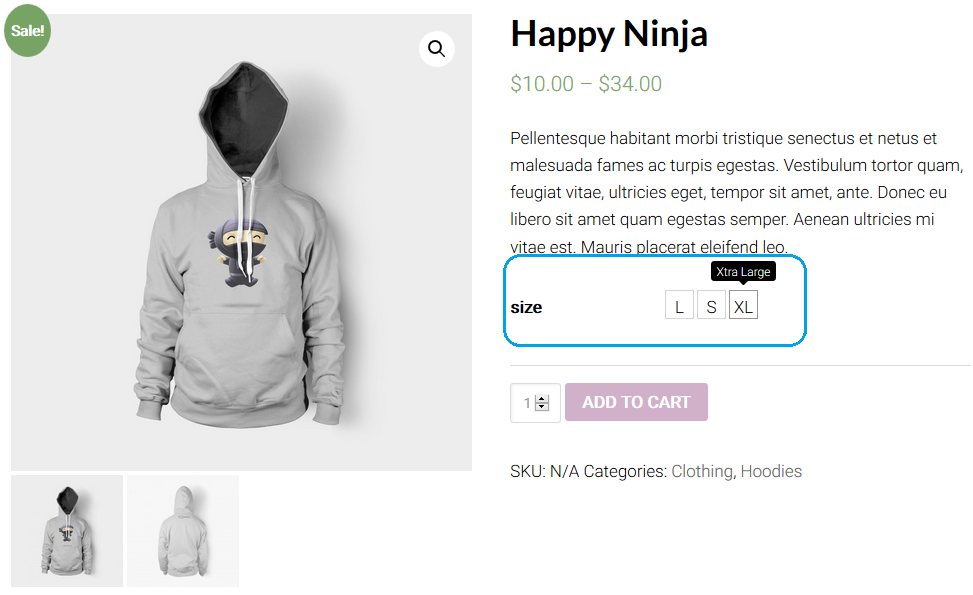 Sale!
Happy Ninja
$10.00 – $34.00
Pellentesque habitant morbi tristique senectus et netus et
malesuada fames ac turpis egestas. Vestibulum tortor quam,
feugiat vitae, ultricies eget, tempor sit amet, ante. Donec eu
libero sit amet quam egestas semper. Aenean ultricies mi
vitae est. Mauris placerat eleifend leo.
Xtra Large
size L S XL
1 ADD TO CART
SKU: N/A Categories: Clothing, Hoodies